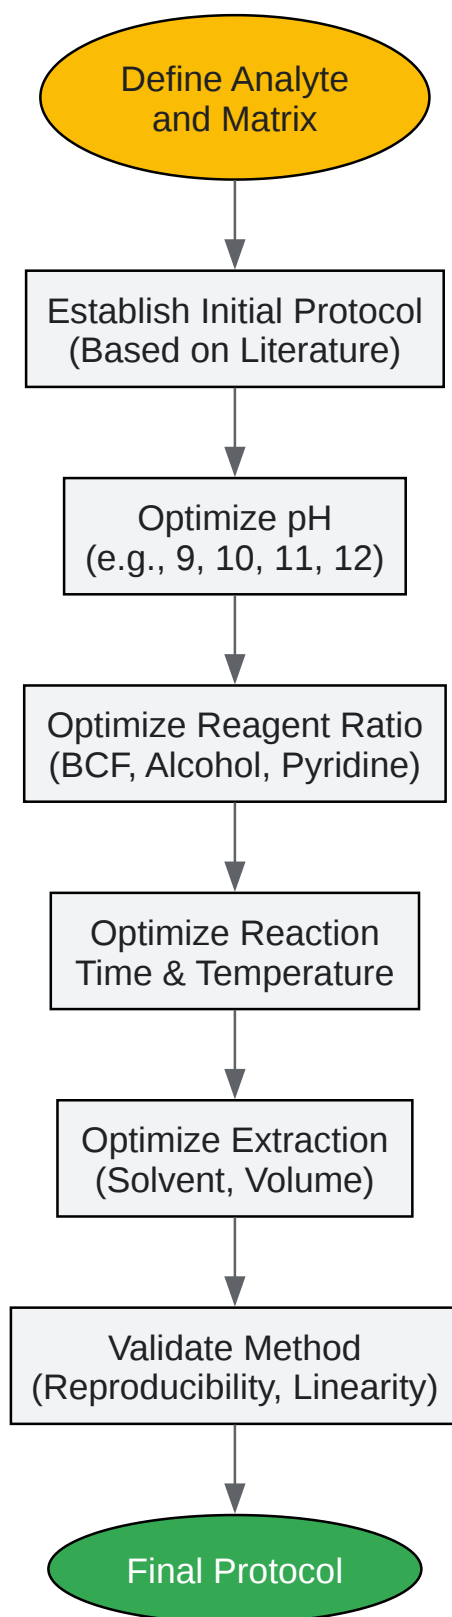 Define Analyte
and Matrix
Establish Initial Protocol
(Based on Literature)
Optimize pH
(e.g., 9, 10, 11, 12)
Optimize Reagent Ratio
(BCF, Alcohol, Pyridine)
Optimize Reaction
Time & Temperature
Optimize Extraction
(Solvent, Volume)
Validate Method
(Reproducibility, Linearity)
Final Protocol